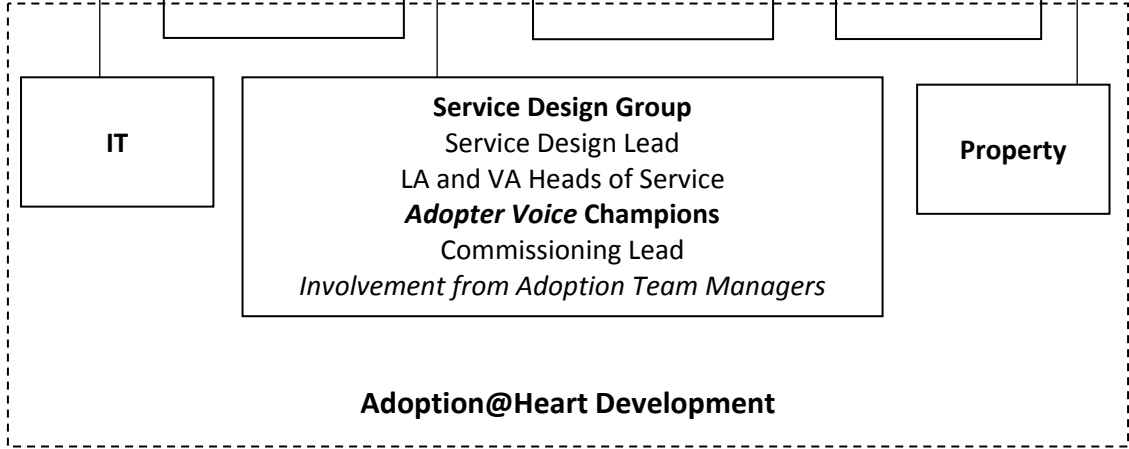 IT
Service Design Group
Service Design Lead
LA and VA Heads of Service
Adopter Voice Champions
Commissioning Lead
Involvement from Adoption Team Managers
Property
Adoption@Heart Development